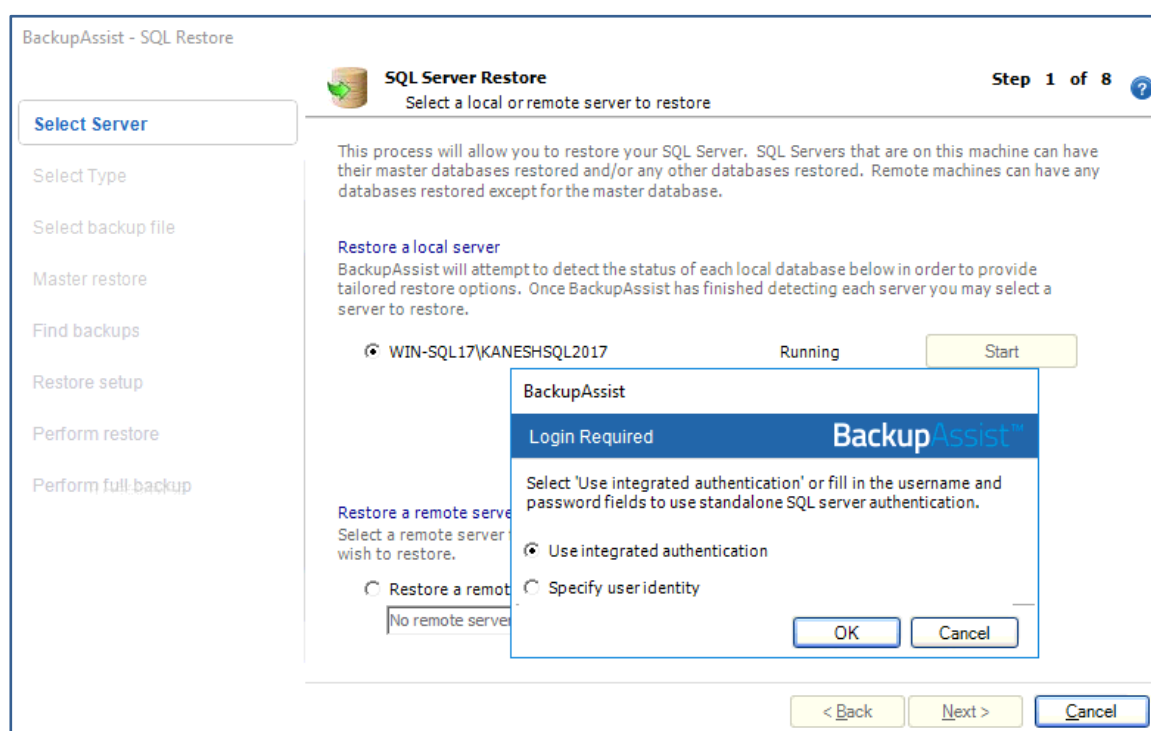 BackupAssist - SQL Restore
SQL Server Restore
Step 1 of 8
?
Select a local or remote server to restore
Select Server
Select Type
Select backup file
Master restore
Find backups
Restore setup
Perform restore
Perform full backup
This process will allow you to restore your SQL Server. SQL Servers that are on this machine can have
their master databases restored and/or any other databases restored. Remote machines can have any
databases restored except for the master database.
Restore a local server
BackupAssist will attempt to detect the status of each local database below in order to provide
tailored restore options. Once BackupAssist has finished detecting each server you may select a
server to restore.
WIN-SQL17\KANESHSQL2017 Running Start
Restore a remote serve
Select a remote server
wish to restore.
Restore a remot
No remote server
BackupAssist
Login Required
BackupAssist™
Select 'Use integrated authentication' or fill in the username and
password fields to use standalone SQL server authentication.
Use integrated authentication
Specify user identity
OK Cancel
< Back Next > Cancel